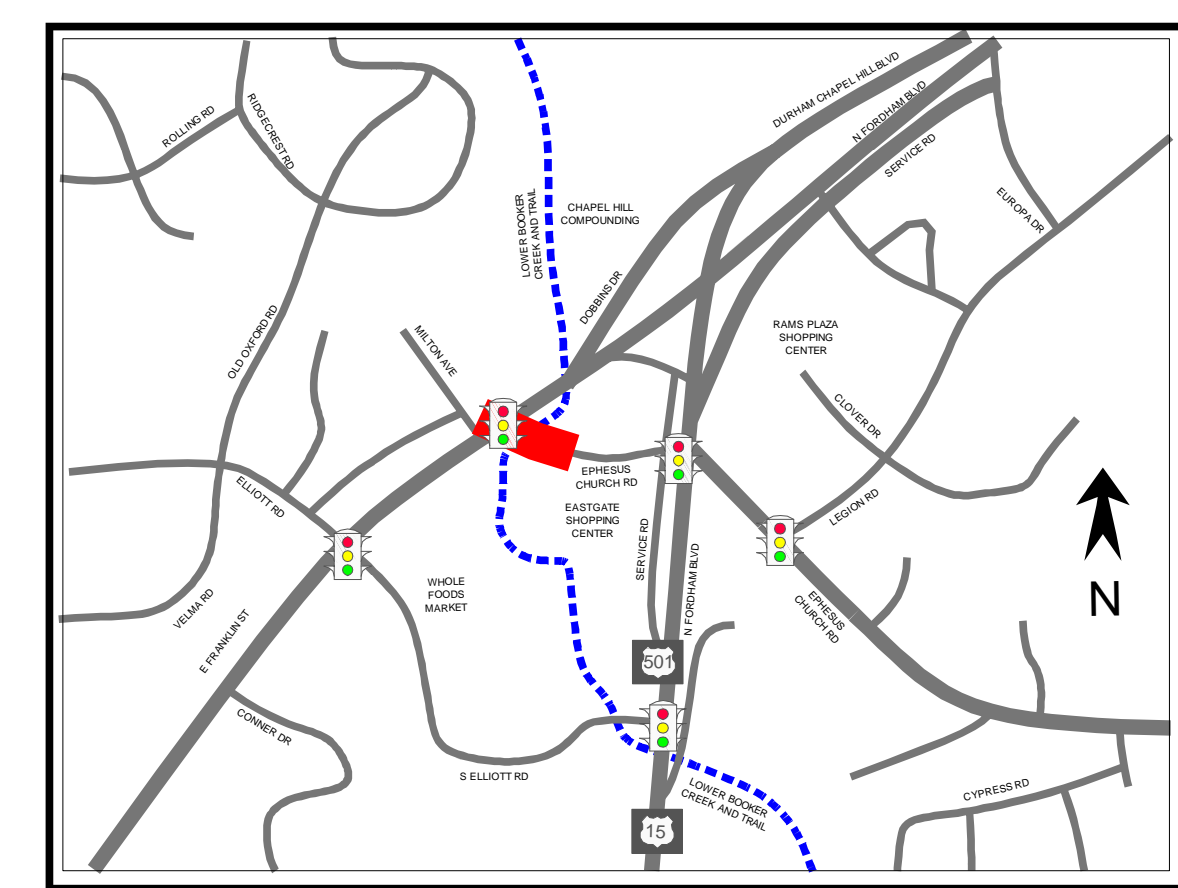 DURHAM CHAPEL HILL BLVD
N FORDHAM BLVD
SERVICE RD
ROLLING RD
RIDGECREST RD
LOWER BOOKER
CREEK AND TRAIL
CHAPEL HILL
COMPOUNDING
EUROPA DR
DOBBINS DR
OLD OXFORD RD
MILTON AVE
RAMS PLAZA
SHOPPING
CENTER
CLOVER DR
EPHESUS
CHURCH RD
ELLIOTT RD
EASTGATE
SHOPPING
CENTER
LEGION RD
SERVICE RD
N FORDHAM BLVD
WHOLE
FOODS
MARKET
VELMA RD
E FRANKLIN ST
EPHESUS
CHURCH RD
N
501
CONNER DR
S ELLIOTT RD
LOWER BOOKER
CREEK AND TRAIL
CYPRESS RD
15